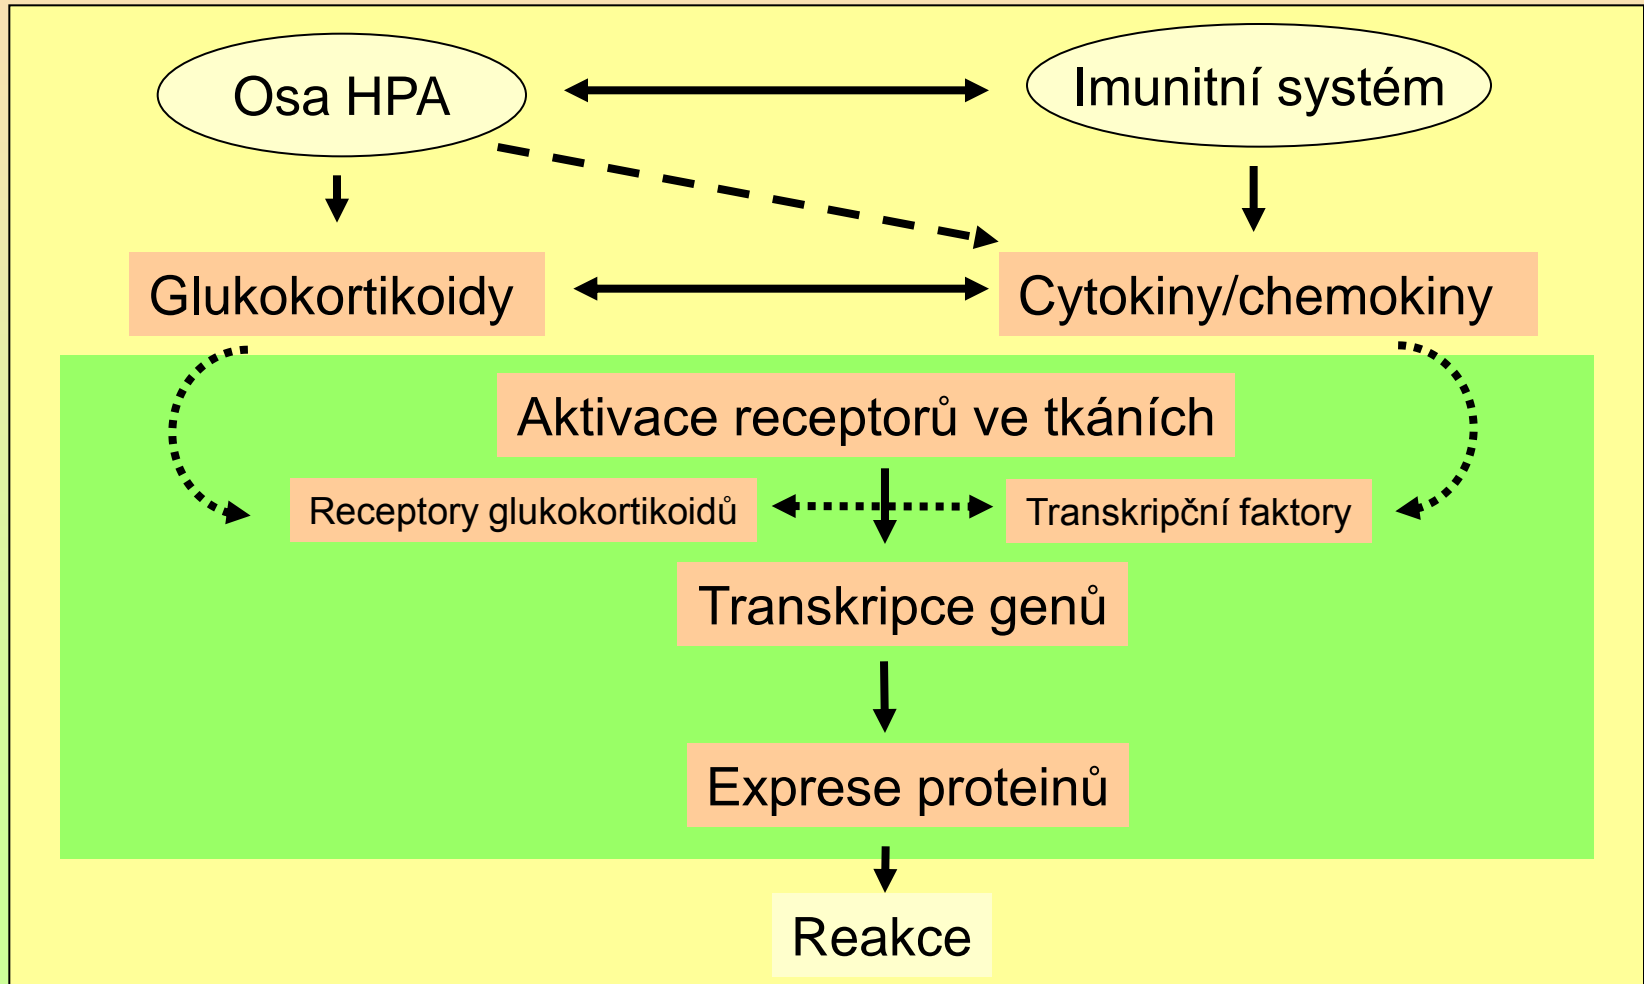 Osa HPA
Imunitní systém
Glukokortikoidy
Cytokiny/chemokiny
Aktivace receptorů ve tkáních
Receptory glukokortikoidů
Transkripční faktory
Transkripce genů
Exprese proteinů
Reakce